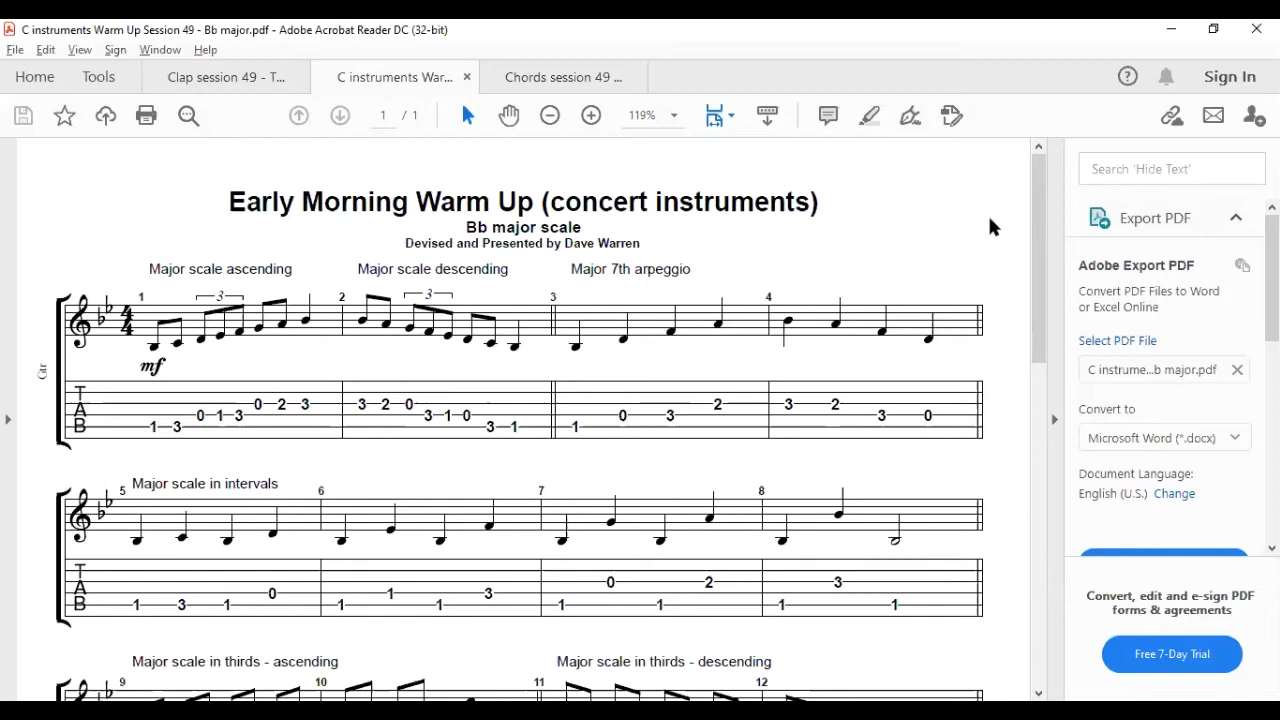 C instruments Warm Up Session 49 - Bb major.pdf - Adobe Acrobat Reader DC (32-bit)
File Edit View Sign Window Help
Home Tools Clap session 49 - T... C instruments War... × Chords session 49 ... Sign In
1 / 1 119%
Early Morning Warm Up (concert instruments)
Bb major scale
Devised and Presented by Dave Warren
Major scale ascending Major scale descending Major 7th arpeggio
1 3 2 3 3 4
4 4
mf
Gtr
T A B
1 3 0 1 3 0 2 3 3 2 0 3 1 0 3 1 1 0 3 2 3 2 3 0
Major scale in intervals
5 6 7 8
T A B
1 3 1 0 1 1 1 3 1 0 1 2 1 3 1
Major scale in thirds - ascending Major scale in thirds - descending
9 10 11 12
Search 'Hide Text'
Export PDF
Adobe Export PDF
Convert PDF Files to Word
or Excel Online
Select PDF File
C instrume...b major.pdf ×
Convert to
Microsoft Word (*.docx)
Document Language:
English (U.S.) Change
Convert, edit and e-sign PDF
forms & agreements
Free 7-Day Trial